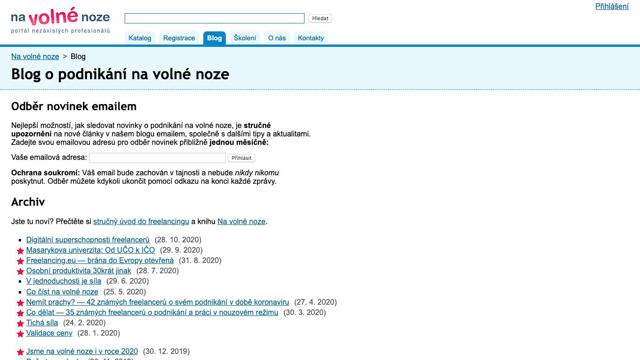 Přihlášení
na volné noze
portál nezávislých profesionálů
Hledat
Katalog Registrace Blog Školení O nás Kontakty
Na volné noze > Blog
Blog o podnikání na volné noze
Odběr novinek emailem
Nejlepší možností, jak sledovat novinky o podnikání na volné noze, je stručné
upozornění na nové články v našem blogu emailem, společně s dalšími tipy a aktualitami.
Zadejte svou emailovou adresu pro odběr novinek přibližně jednou měsíčně:
Vaše emailová adresa: Přihlásit
Ochrana soukromí: Váš email bude zachován v tajnosti a nebude nikdy nikomu
poskytnut. Odběr můžete kdykoli ukončit pomocí odkazu na konci každé zprávy.
Archiv
Jste tu noví? Přečtěte si stručný úvod do freelancingu a knihu Na volné noze.
Digitální superschopnosti freelancerů (28. 10. 2020)
Masarykova univerzita: Od UČO k IČO (29. 9. 2020)
Freelancing.eu — brána do Evropy otevřená (31. 8. 2020)
Osobní produktivita 30krát jinak (28. 7. 2020)
V jednoduchosti je síla (29. 6. 2020)
Co číst na volné noze (25. 5. 2020)
Nemít prachy? — 42 známých freelancerů o svém podnikání v době koronaviru (27. 4. 2020)
Co dělat — 35 známých freelancerů o podnikání a práci v nouzovém režimu (30. 3. 2020)
Tichá síla (24. 2. 2020)
Validace ceny (28. 1. 2020)
Jsme na volné noze i v roce 2020 (30. 12. 2019)